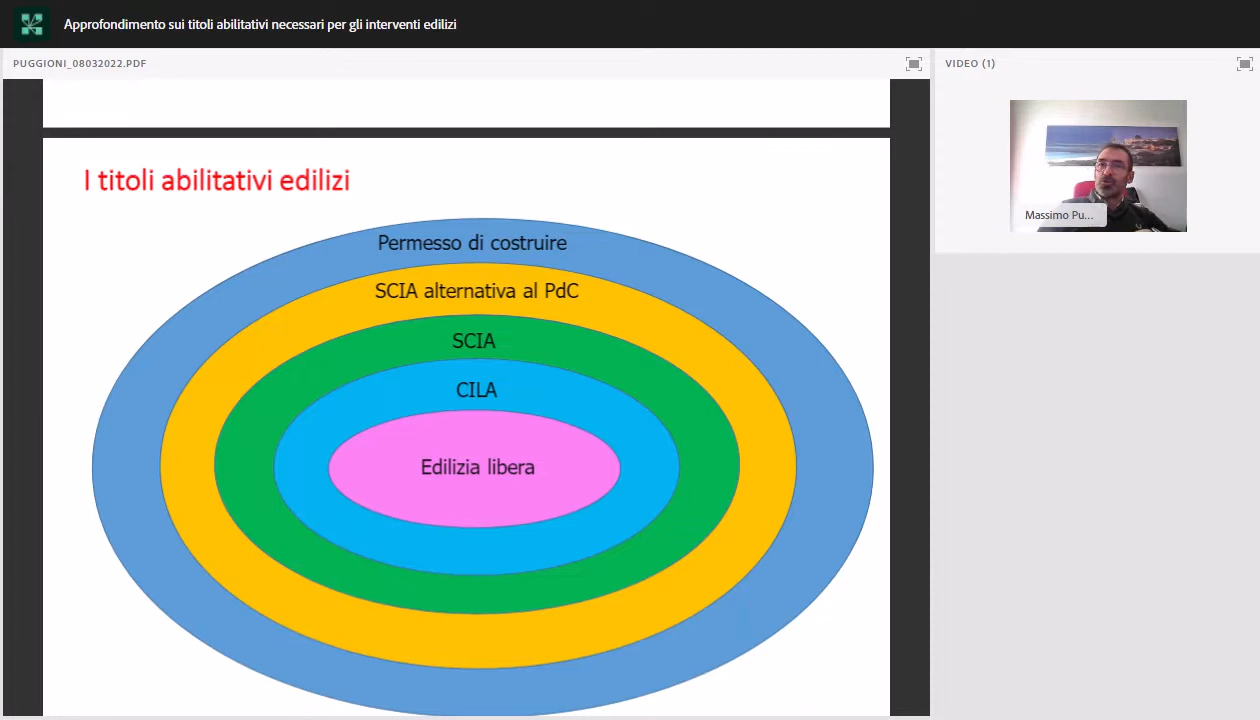 Approfondimento sui titoli abilitativi necessari per gli interventi edilizi
PUGGIONI_08032022.PDF
VIDEO (1)
I titoli abilitativi edilizi
Permesso di costruire
SCIA alternativa al PdC
SCIA
CILA
Edilizia libera
Massimo Pu...